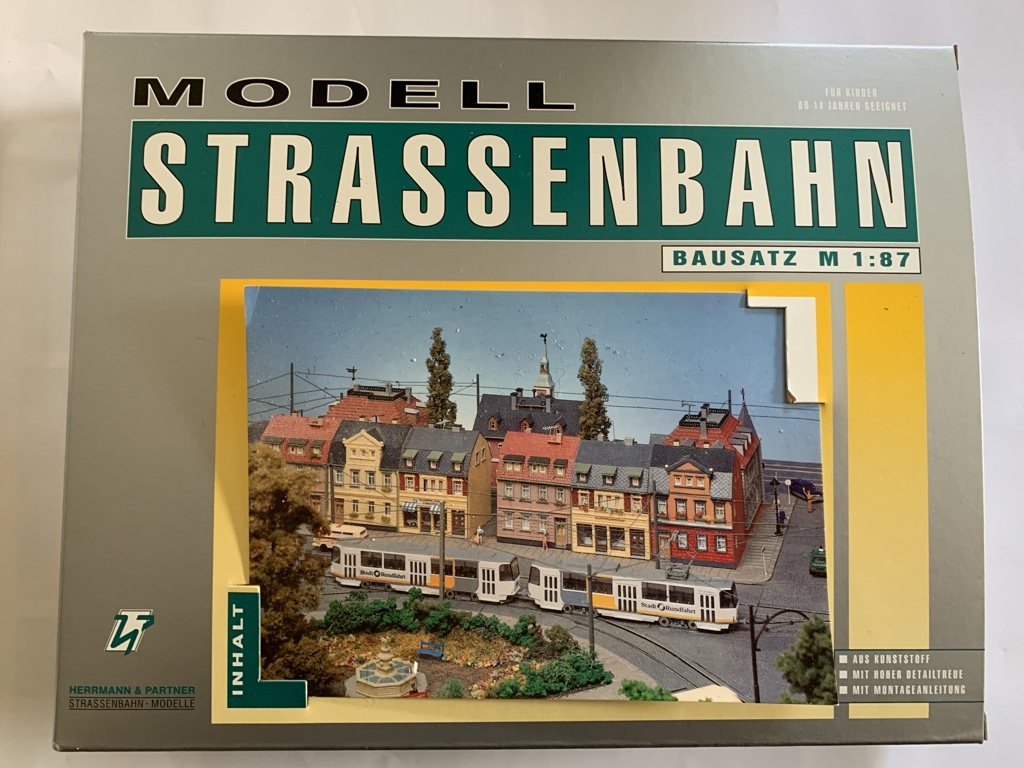 MODELL
FÜR KINDER
AB 14 JAHREN GEEIGNET
STRASSENBAHN
BAUSATZ M 1:87
Stadt Rundfahrt
Stadt Rundfahrt
INHALT
HERRMANN & PARTNER
STRASSENBAHN · MODELLE
AUS KUNSTSTOFF
MIT HOHER DETAILTREUE
MIT MONTAGEANLEITUNG